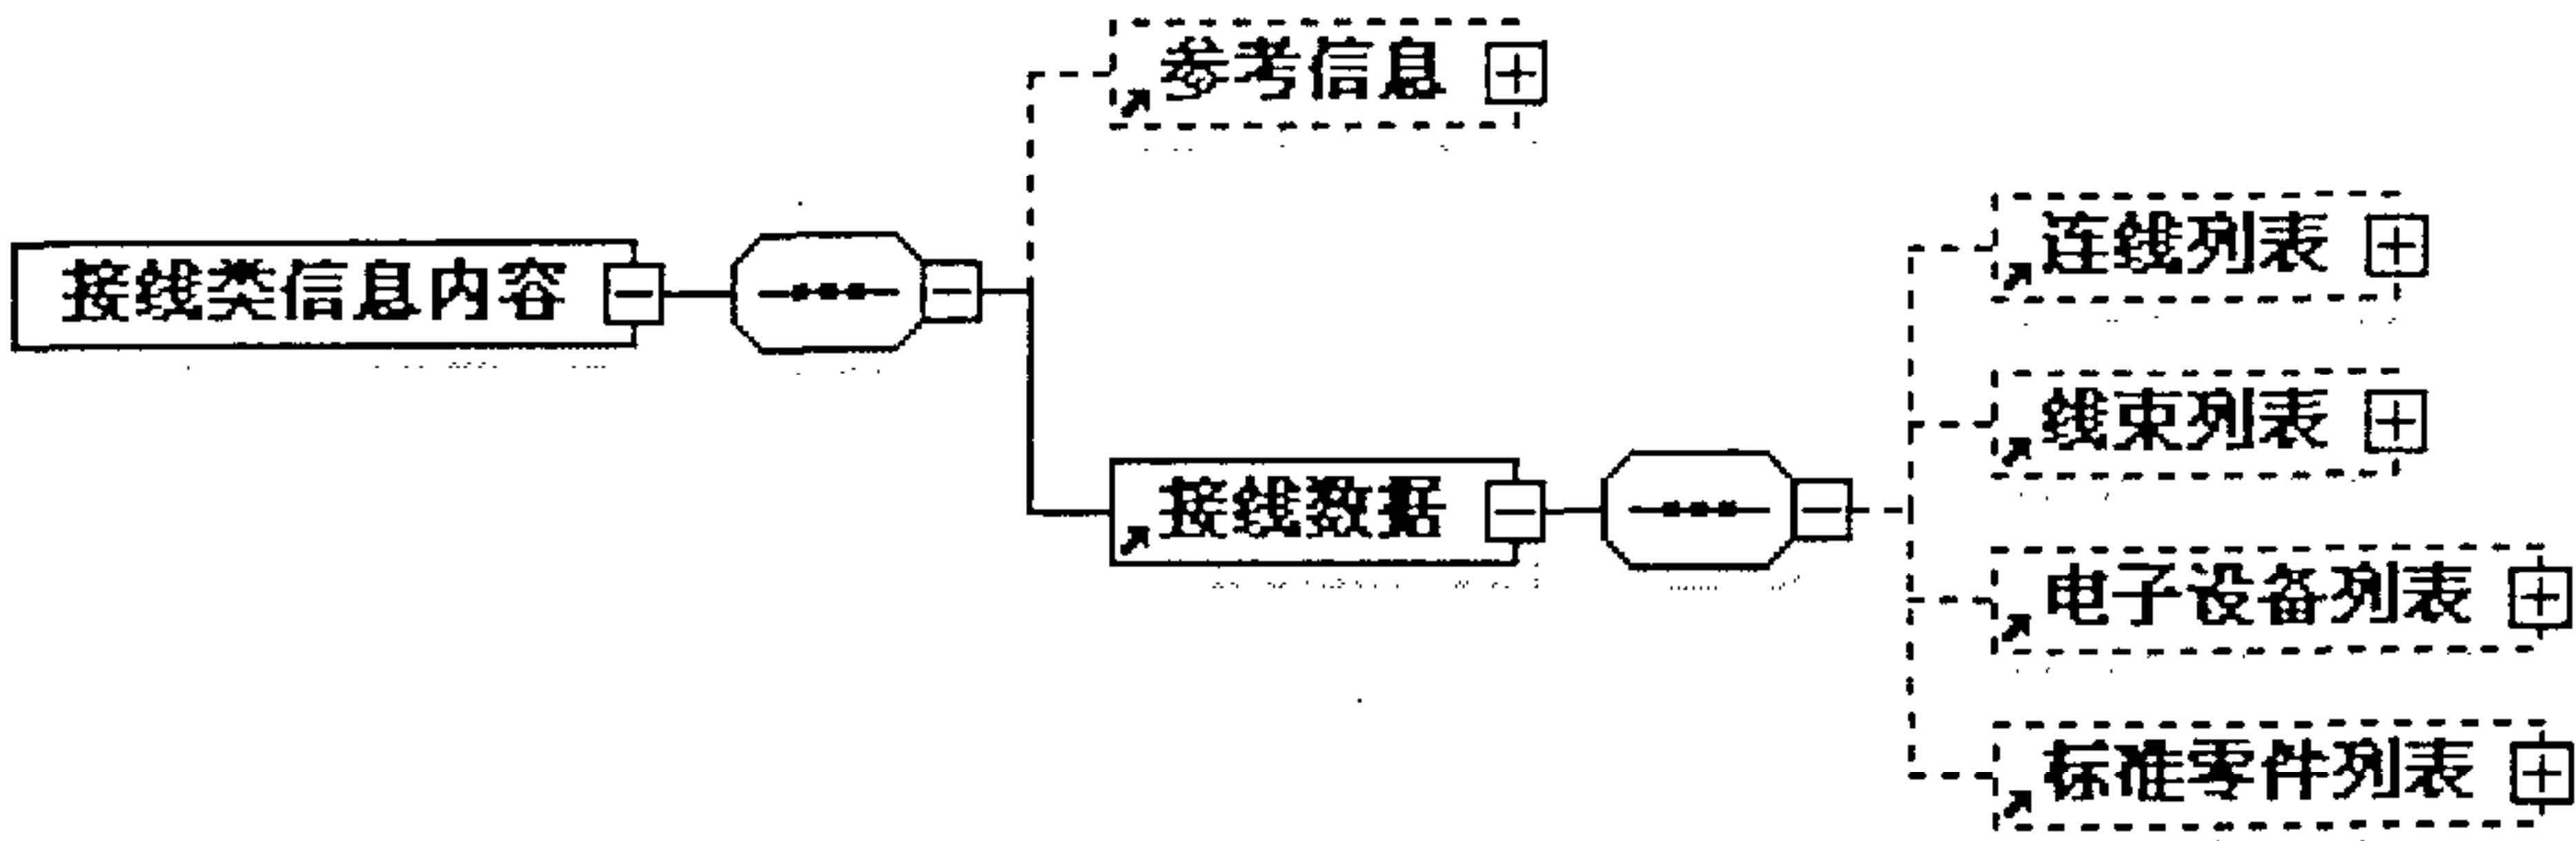 参考信息
接线类信息内容
连线列表
线束列表
接线数据
电子设备列表
标准零件列表